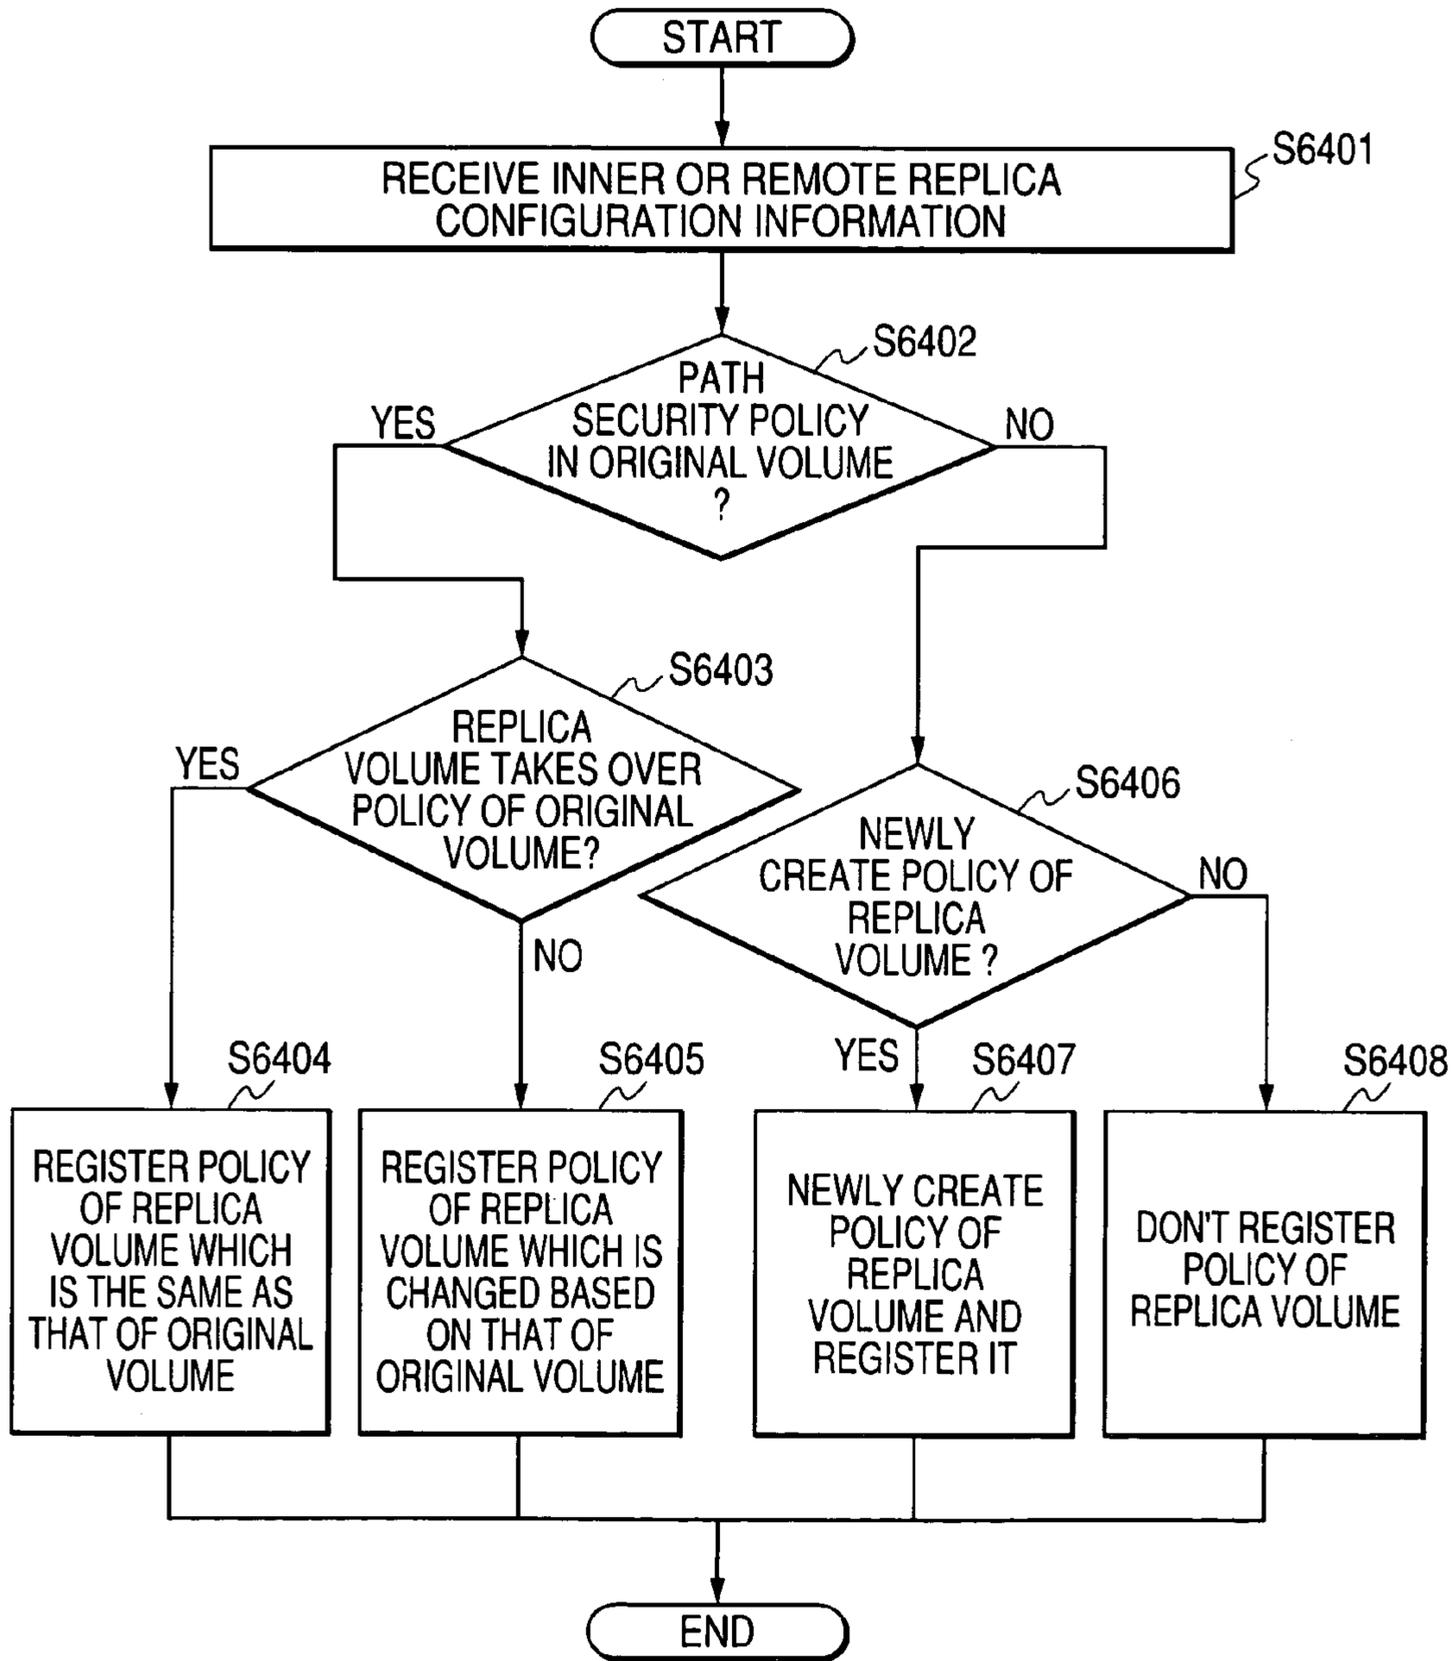 START
S6401
RECEIVE INNER OR REMOTE REPLICA
CONFIGURATION INFORMATION
S6402
PATH
SECURITY POLICY
IN ORIGINAL VOLUME
?
YES
NO
S6403
REPLICA
VOLUME TAKES OVER
POLICY OF ORIGINAL
VOLUME?
YES
NO
S6406
NEWLY
CREATE POLICY OF
REPLICA
VOLUME ?
NO
YES
S6404
REGISTER POLICY
OF REPLICA
VOLUME WHICH
IS THE SAME AS
THAT OF ORIGINAL
VOLUME
S6405
REGISTER POLICY
OF REPLICA
VOLUME WHICH IS
CHANGED BASED
ON THAT OF
ORIGINAL VOLUME
S6407
NEWLY CREATE
POLICY OF
REPLICA
VOLUME AND
REGISTER IT
S6408
DON'T REGISTER
POLICY OF
REPLICA VOLUME
END